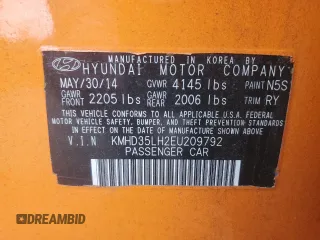 MANUFACTURED IN KOREA BY
HYUNDAI MOTOR COMPANY
MAY/30/14 GVWR 4145 lbs PAINT N5S
GAWR FRONT 2205 lbs GAWR REAR 2006 lbs TRIM RY
THIS VEHICLE CONFORMS TO ALL APPLICABLE U.S.A. FEDERAL
MOTOR VEHICLE SAFETY, BUMPER, AND THEFT PREVENTION
STANDARDS IN EFFECT ON THE DATE OF MANUFACTURE
SHOWN ABOVE.
V.I.N KMHD35LH2EU209792
PASSENGER CAR
© DREAMBID